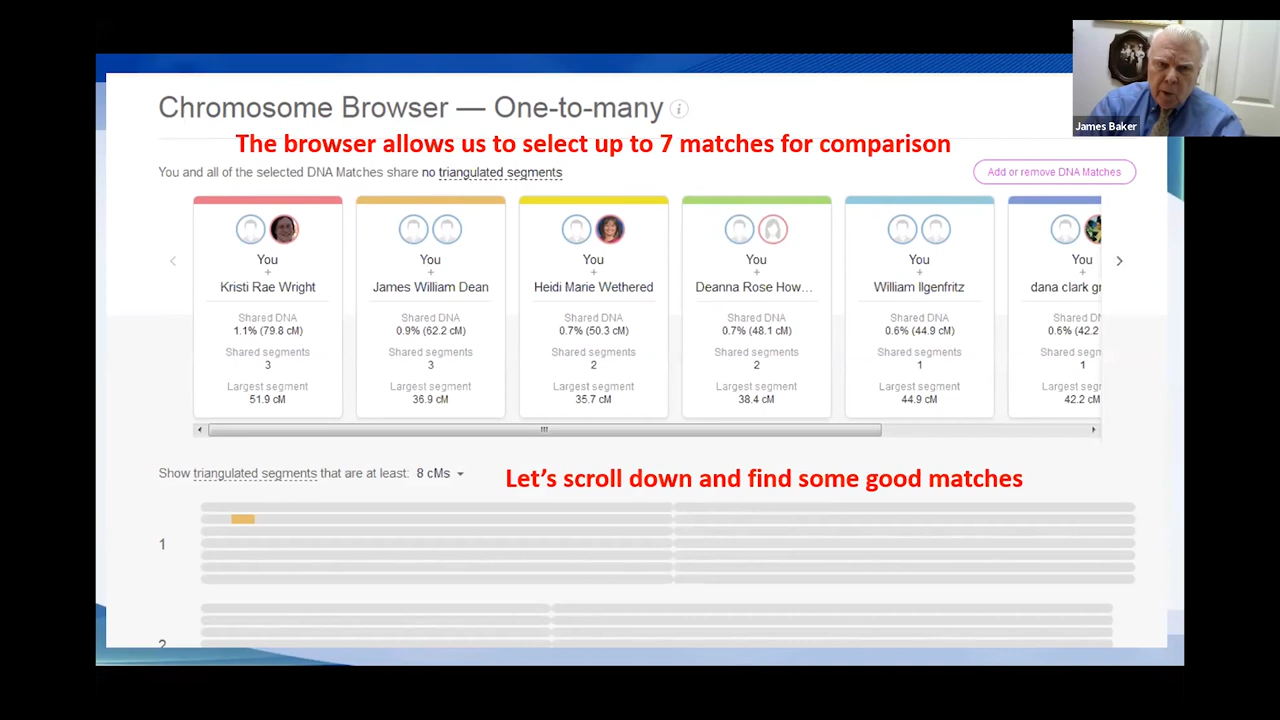 Chromosome Browser — One-to-many
The browser allows us to select up to 7 matches for comparison
James Baker
You and all of the selected DNA Matches share no triangulated segments
Add or remove DNA Matches
You
+
Kristi Rae Wright
Shared DNA
1.1% (79.8 cM)
Shared segments
3
Largest segment
51.9 cM
You
+
James William Dean
Shared DNA
0.9% (62.2 cM)
Shared segments
3
Largest segment
36.9 cM
You
+
Heidi Marie Wethered
Shared DNA
0.7% (50.3 cM)
Shared segments
2
Largest segment
35.7 cM
You
+
Deanna Rose How...
Shared DNA
0.7% (48.1 cM)
Shared segments
2
Largest segment
38.4 cM
You
+
William Ilgenfritz
Shared DNA
0.6% (44.9 cM)
Shared segments
1
Largest segment
44.9 cM
You
+
dana clark gr
Shared DNA
0.6% (42.2
Shared segm
1
Largest segr
42.2 cM
Show triangulated segments that are at least: 8 cMs
Let's scroll down and find some good matches
1
2